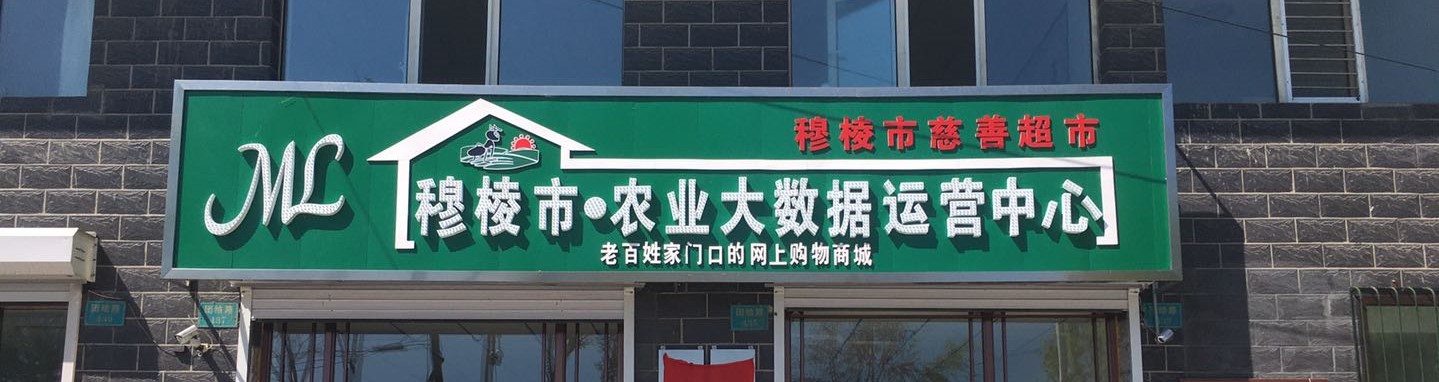 ML
穆棱市慈善超市
穆棱市·农业大数据运营中心
老百姓家门口的网上购物商城
437